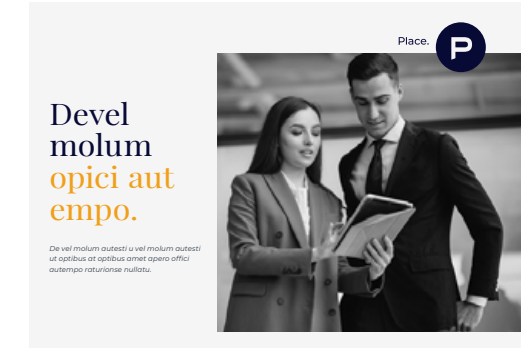 Place.
P
Devel
molum
opici aut
empo.
De vel molum autesti u vel molum autesti
ut optibus at optibus amet apero offici
autempo raturionse nullatu.